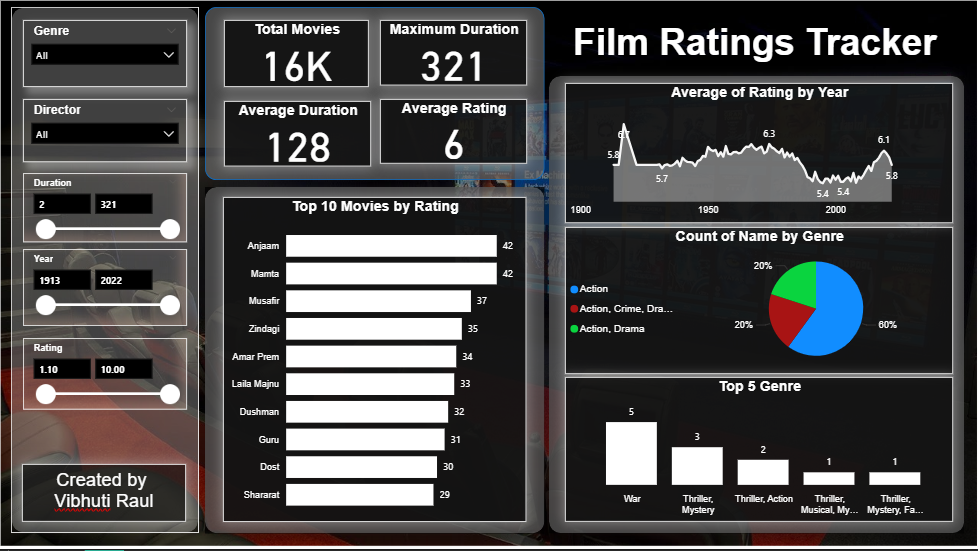 Genre
All
Director
All
Duration
2 321
Year
1913 2022
Rating
1.10 10.00
Created by
Vibhuti Raul
Total Movies
16K
Maximum Duration
321
Average Duration
128
Average Rating
6
Top 10 Movies by Rating
Anjaam 42
Mamta 42
Musafir 37
Zindagi 35
Amar Prem 34
Laila Majnu 33
Dushman 32
Guru 31
Dost 30
Shararat 29
Film Ratings Tracker
Average of Rating by Year
5.8
6.7
5.7
6.3
5.4
5.4
6.1
5.8
1900 1950 2000
Count of Name by Genre
Action
Action, Crime, Dra...
Action, Drama
20%
20%
60%
Top 5 Genre
5
3
2
1
1
War
Thriller,
Mystery
Thriller, Action
Thriller,
Musical, My...
Thriller,
Mystery, Fa...